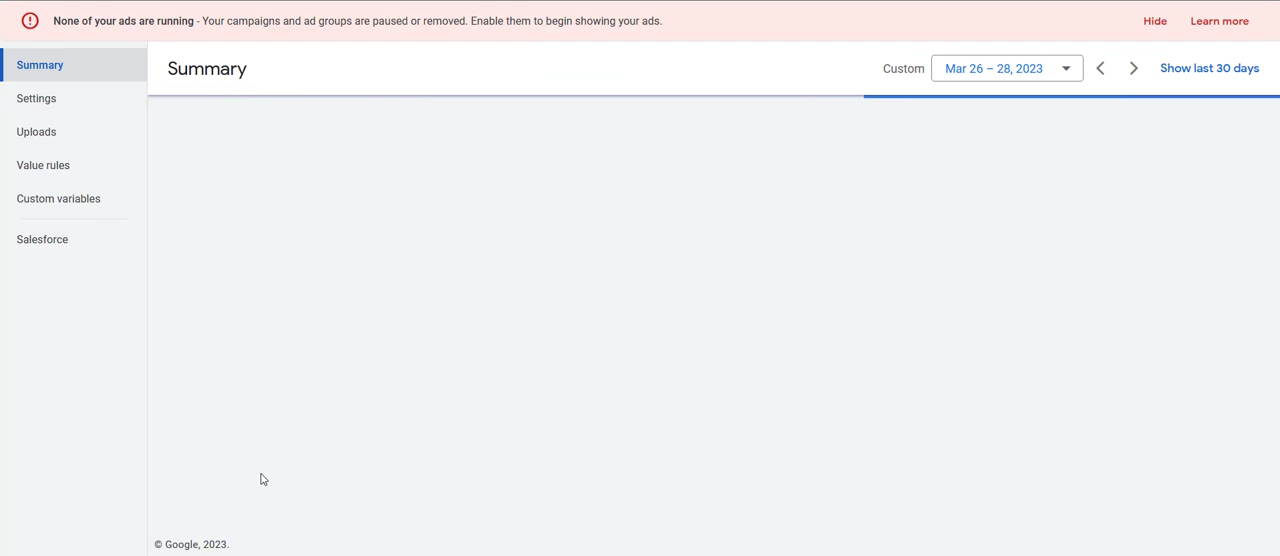 None of your ads are running - Your campaigns and ad groups are paused or removed. Enable them to begin showing your ads.
Hide
Learn more
Summary
Settings
Uploads
Value rules
Custom variables
Salesforce
Summary
Custom
Mar 26 – 28, 2023
Show last 30 days
© Google, 2023.